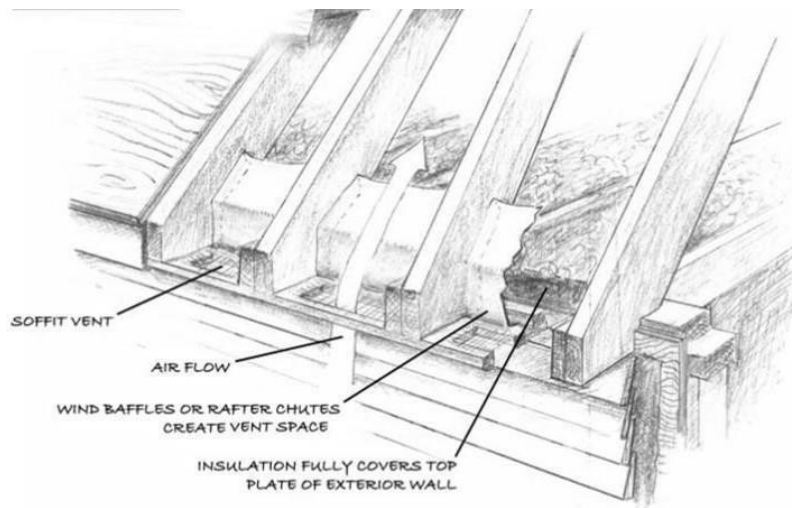 SOFFIT VENT
AIR FLOW
WIND BAFFLES OR RAFTER CHUTES
CREATE VENT SPACE
INSULATION FULLY COVERS TOP
PLATE OF EXTERIOR WALL